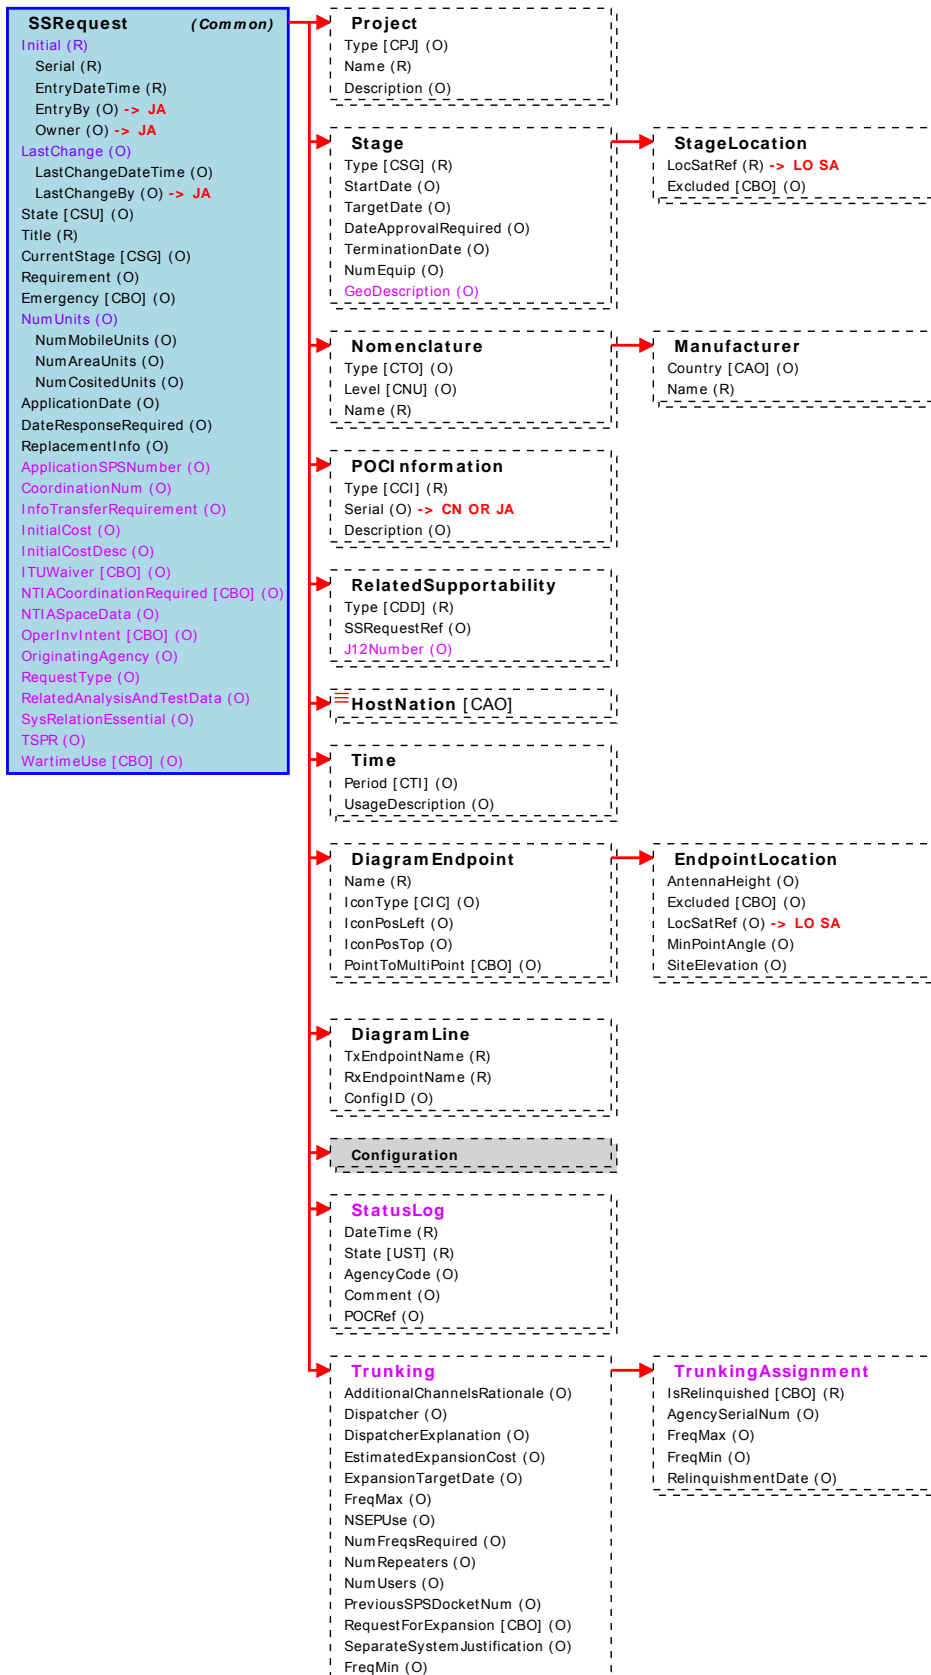 SSRequest (Common)
Initial (R)
Serial (R)
EntryDateTime (R)
EntryBy (O) -> JA
Owner (O) -> JA
LastChange (O)
LastChangeDateTime (O)
LastChangeBy (O) -> JA
State [CSU] (O)
Title (R)
CurrentStage [CSG] (O)
Requirement (O)
Emergency [CBO] (O)
NumUnits (O)
NumMobileUnits (O)
NumAreaUnits (O)
NumCositedUnits (O)
ApplicationDate (O)
DateResponseRequired (O)
ReplacementInfo (O)
ApplicationSPSNumber (O)
CoordinationNum (O)
InfoTransferRequirement (O)
InitialCost (O)
InitialCostDesc (O)
ITUWaiver [CBO] (O)
NTIACoordinationRequired [CBO] (O)
NTIASpaceData (O)
OperInvIntent [CBO] (O)
OriginatingAgency (O)
RequestType (O)
RelatedAnalysisAndTestData (O)
SysRelationEssential (O)
TSPR (O)
WartimeUse [CBO] (O)
Project
Type [CPJ] (O)
Name (R)
Description (O)
Stage
Type [CSG] (R)
StartDate (O)
TargetDate (O)
DateApprovalRequired (O)
TerminationDate (O)
NumEquip (O)
GeoDescription (O)
StageLocation
LocSatRef (R) -> LO SA
Excluded [CBO] (O)
Nomenclature
Type [CTO] (O)
Level [CNU] (O)
Name (R)
Manufacturer
Country [CAO] (O)
Name (R)
POCInformation
Type [CCI] (R)
Serial (O) -> CN OR JA
Description (O)
RelatedSupportability
Type [CDD] (R)
SSRequestRef (O)
J12Number (O)
HostNation [CAO]
Time
Period [CTI] (O)
UsageDescription (O)
DiagramEndpoint
Name (R)
IconType [CIC] (O)
IconPosLeft (O)
IconPosTop (O)
PointToMultiPoint [CBO] (O)
EndpointLocation
AntennaHeight (O)
Excluded [CBO] (O)
LocSatRef (O) -> LO SA
MinPointAngle (O)
SiteElevation (O)
DiagramLine
TxEndpointName (R)
RxEndpointName (R)
ConfigID (O)
Configuration
StatusLog
DateTime (R)
State [UST] (R)
AgencyCode (O)
Comment (O)
POCRef (O)
Trunking
AdditionalChannelsRationale (O)
Dispatcher (O)
DispatcherExplanation (O)
EstimatedExpansionCost (O)
ExpansionTargetDate (O)
FreqMax (O)
NSEPUse (O)
NumFreqsRequired (O)
NumRepeaters (O)
NumUsers (O)
PreviousSPSDocketNum (O)
RequestForExpansion [CBO] (O)
SeparateSystemJustification (O)
FreqMin (O)
TrunkingAssignment
IsRelinquished [CBO] (R)
AgencySerialNum (O)
FreqMax (O)
FreqMin (O)
RelinquishmentDate (O)